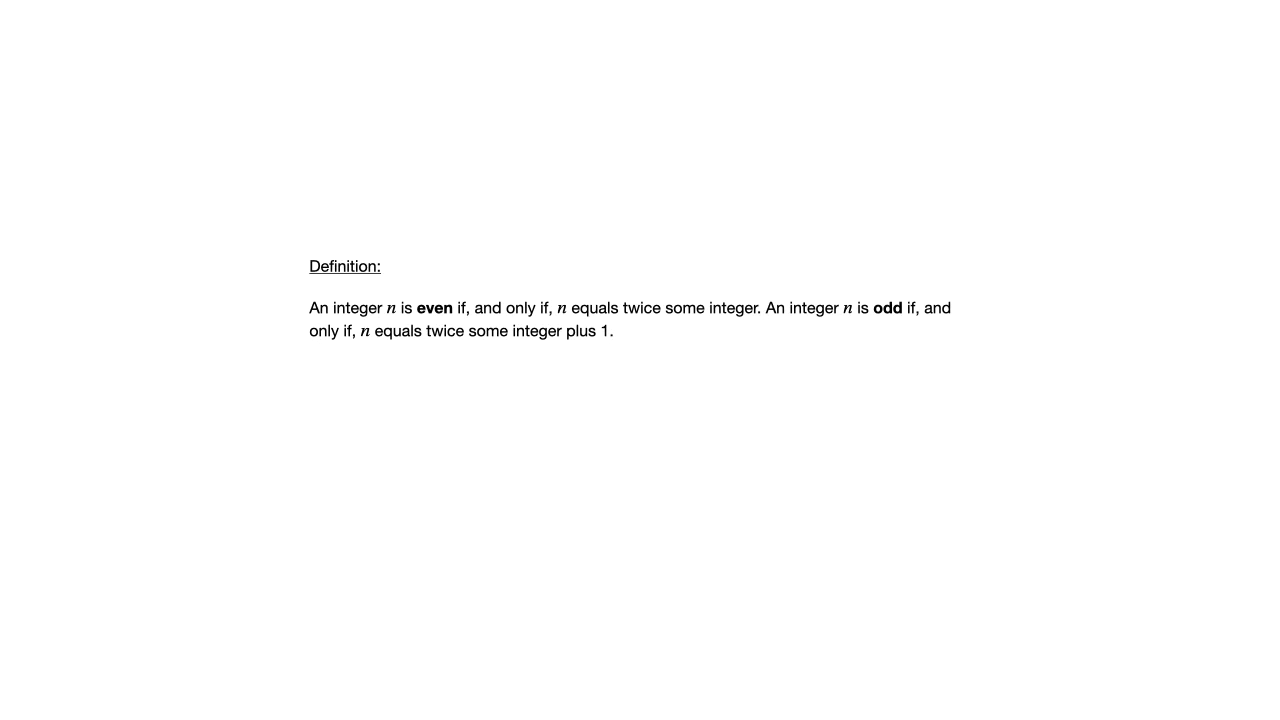 Definition:
An integer n is even if, and only if, n equals twice some integer. An integer n is odd if, and
only if, n equals twice some integer plus 1.